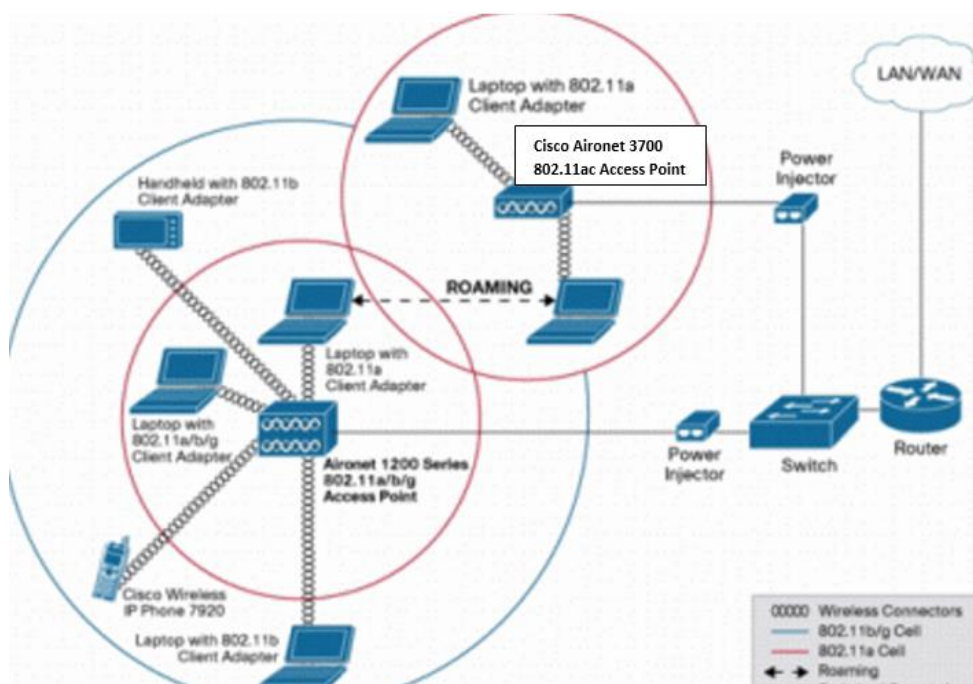 Laptop with 802.11a
Client Adapter
Cisco Aironet 3700
802.11ac Access Point
LAN/WAN
Power
Injector
Handheld with 802.11b
Client Adapter
ROAMING
Laptop with
802.11a
Client Adapter
Laptop with
802.11a/b/g
Client Adapter
Aironet 1200 Series
802.11a/b/g
Access Point
Power
Injector
Switch
Router
Cisco Wireless
IP Phone 7920
Laptop with 802.11b
Client Adapter
Wireless Connectors
802.11b/g Cell
802.11a Cell
Roaming